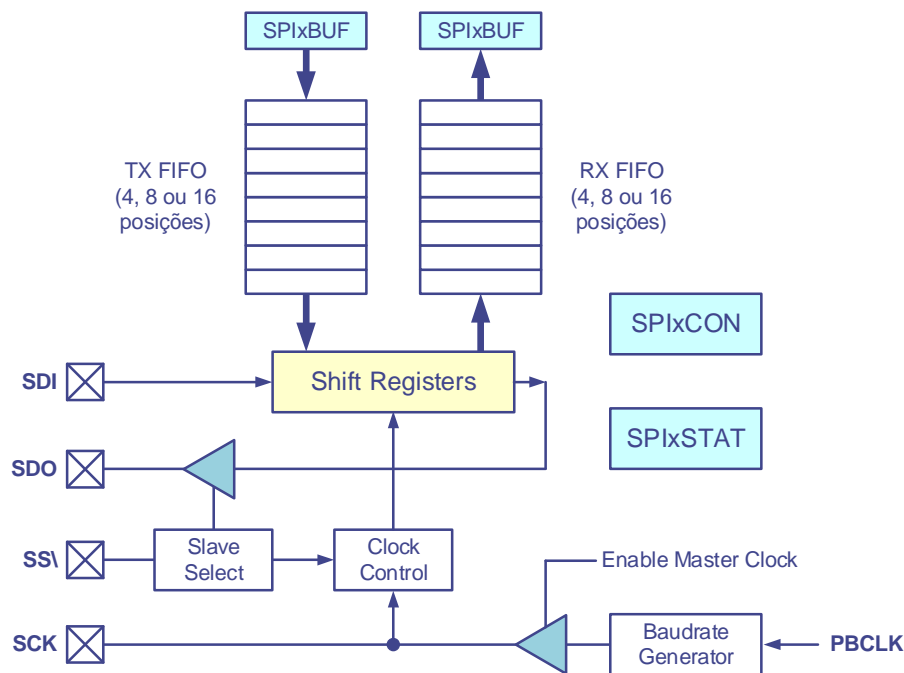 SPIxBUF
SPIxBUF
TX FIFO
(4, 8 ou 16
posições)
RX FIFO
(4, 8 ou 16
posições)
SPIxCON
SDI
Shift Registers
SPIxSTAT
SDO
SS\
Slave
Select
Clock
Control
Enable Master Clock
SCK
Baudrate
Generator
PBCLK